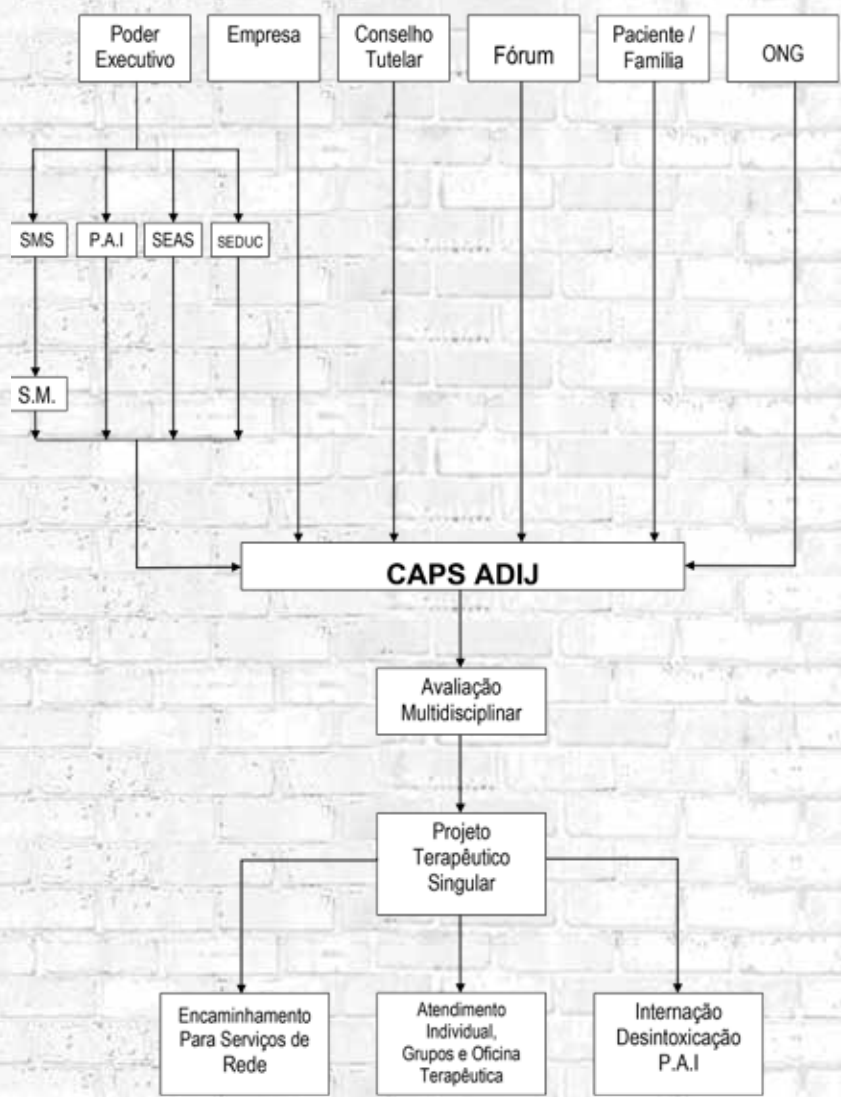 Poder
Executivo
Empresa
Conselho
Tutelar
Fórum
Paciente /
Família
ONG
SMS
P.A.I
SEAS
SEDUC
S.M.
CAPS ADIJ
Avaliação
Multidisciplinar
Projeto
Terapêutico
Singular
Encaminhamento
Para Serviços de
Rede
Atendimento
Individual,
Grupos e Oficina
Terapêutica
Internação
Desintoxicação
P.A.I